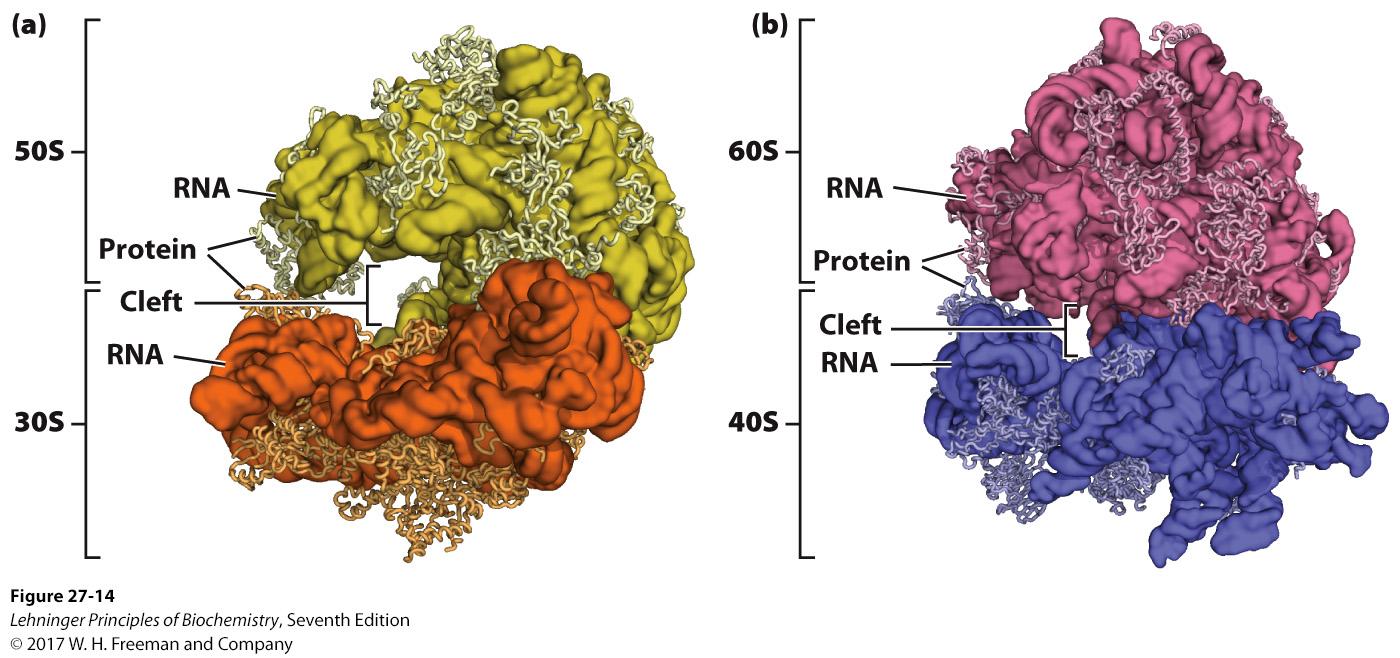 (a)
50S
RNA
Protein
Cleft
RNA
30S
(b)
60S
RNA
Protein
Cleft
RNA
40S
Figure 27-14
Lehninger Principles of Biochemistry, Seventh Edition
© 2017 W. H. Freeman and Company